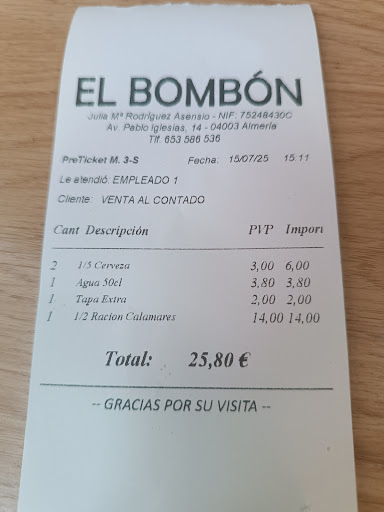 EL BOMBÓN
Julia Mª Rodríguez Asensio - NIF: 75248430C
Av. Pablo Iglesias, 14 - 04003 Almería
Tlf. 653 586 536
PreTicket M. 3-S Fecha: 15/07/25 15:11
Le atendió: EMPLEADO 1
Cliente: VENTA AL CONTADO
Cant Descripción PVP Import
2 1/5 Cerveza 3,00 6,00
1 Agua 50cl 3,80 3,80
1 Tapa Extra 2,00 2,00
1 1/2 Racion Calamares 14,00 14,00
Total: 25,80 €
-- GRACIAS POR SU VISITA --